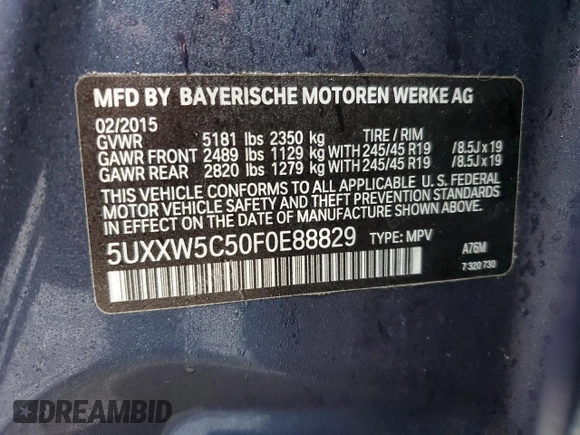 MFD BY BAYERISCHE MOTOREN WERKE AG
02/2015
GVWR 5181 lbs 2350 kg TIRE / RIM
GAWR FRONT 2489 lbs 1129 kg WITH 245/45 R19 /8.5J x 19
GAWR REAR 2820 lbs 1279 kg WITH 245/45 R19 /8.5J x 19
THIS VEHICLE CONFORMS TO ALL APPLICABLE U. S. FEDERAL
MOTOR VEHICLE SAFETY AND THEFT PREVENTION STANDARDS
IN EFFECT ON THE DATE OF MANUFACTURE SHOWN ABOVE.
5UXXW5C50F0E88829 TYPE: MPV
A76M
7 320 730
DREAMBID